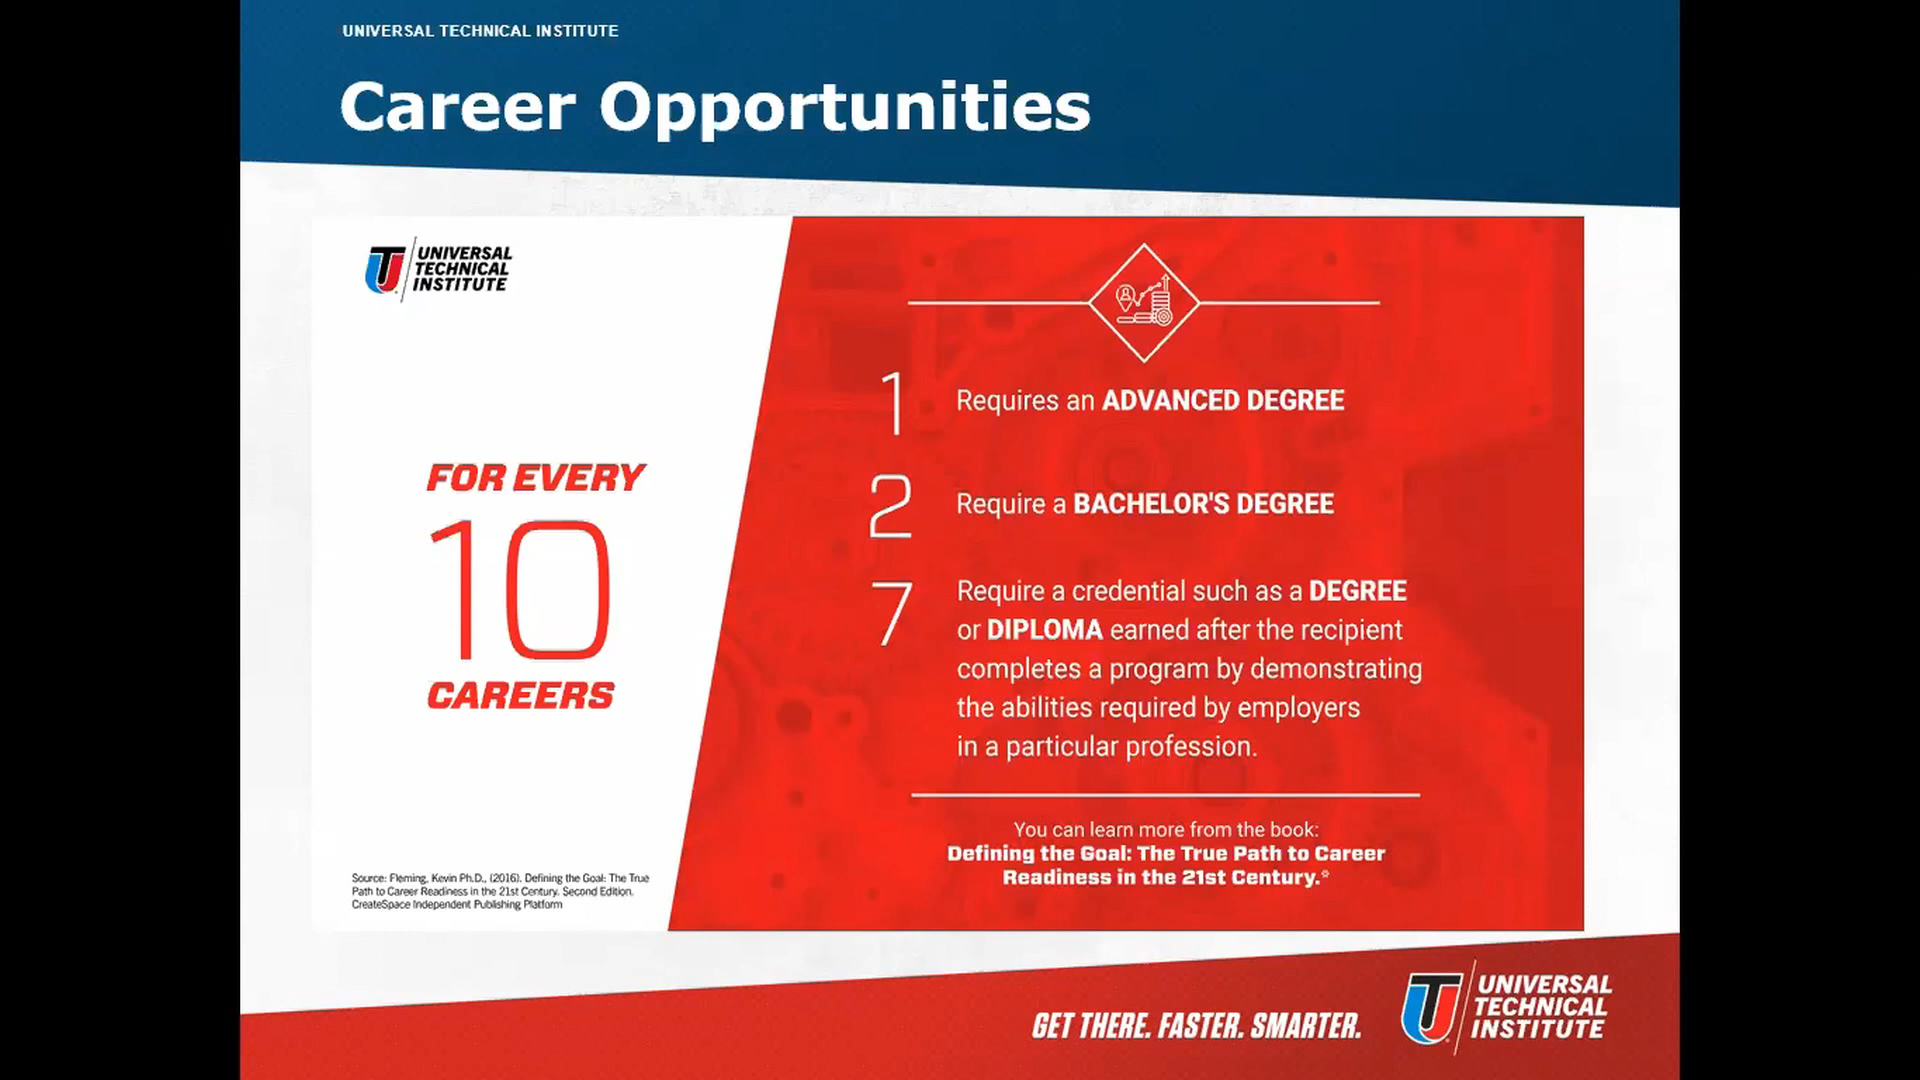 UNIVERSAL TECHNICAL INSTITUTE
Career Opportunities
UNIVERSAL
TECHNICAL
INSTITUTE
FOR EVERY
10
CAREERS
1 Requires an ADVANCED DEGREE
2 Require a BACHELOR'S DEGREE
7 Require a credential such as a DEGREE
or DIPLOMA earned after the recipient
completes a program by demonstrating
the abilities required by employers
in a particular profession.
You can learn more from the book:
Defining the Goal: The True Path to Career
Readiness in the 21st Century.*
Source: Fleming, Kevin Ph.D., (2016). Defining the Goal: The True
Path to Career Readiness in the 21st Century. Second Edition.
CreateSpace Independent Publishing Platform
GET THERE. FASTER. SMARTER.
UNIVERSAL
TECHNICAL
INSTITUTE